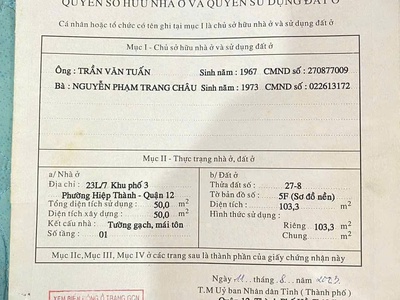 QUYỀN SỞ HỮU NHÀ Ở VÀ QUYỀN SỬ DỤNG ĐẤT Ở
Cá nhân hoặc tổ chức có tên ghi tại mục I là chủ sở hữu nhà ở và sử dụng đất ở
Mục I - Chủ sở hữu nhà ở và sử dụng đất ở
Ông : TRẦN VĂN TUẤN Sinh năm : 1967 CMND số : 270877009
Bà : NGUYỄN PHẠM TRANG CHÂU Sinh năm : 1973 CMND số : 022613172
Mục II - Thực trạng nhà ở, đất ở
a/ Nhà ở
Địa chỉ : 23L/7 Khu phố 3
Phường Hiệp Thành - Quận 12
Tổng diện tích sử dụng : 50,0 m2
Diện tích xây dựng : 50,0 m2
Kết cấu nhà : Tường gạch, mái tôn
Số tầng : 01
b/ Đất ở
Thửa đất số : 27-8
Tờ bản đồ số : 5F (Sơ đồ nền)
Diện tích : 103,3 m2
Hình thức sử dụng :
Riêng 103,3 m2
Chung m2
Mục IIc, Mục III, Mục IV ở các trang sau là thành phần của giấy chứng nhận này
Ngày 11 tháng 8 năm
T.M Uỷ ban Nhân dân Tỉnh ( Thành phố )